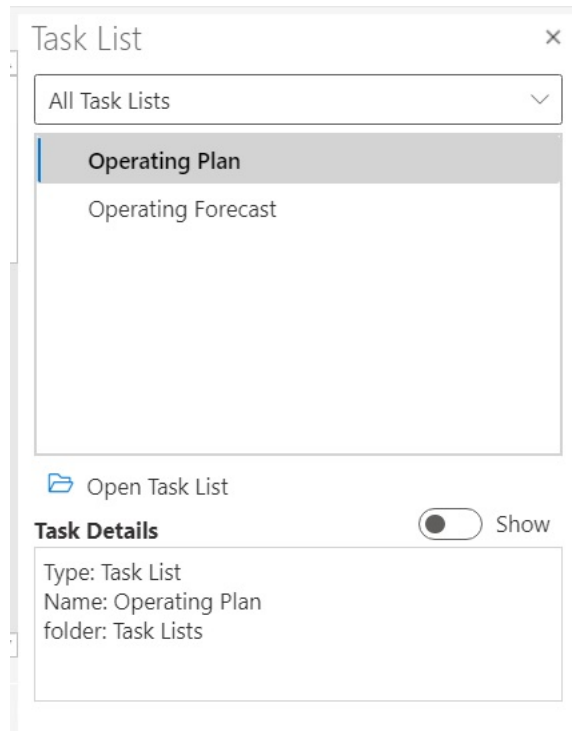 Task List
All Task Lists
Operating Plan
Operating Forecast
Open Task List
Task Details
Show
Type: Task List
Name: Operating Plan
folder: Task Lists